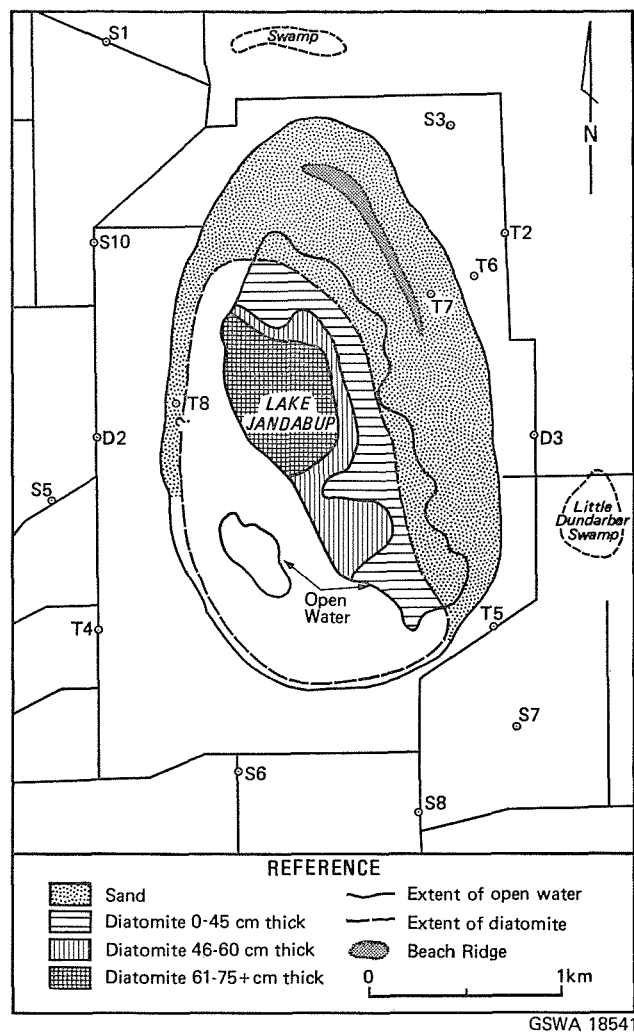 S1
Swamp
S3
N
S10
T2
T6
T7
LAKE
JANDABUP
T8
?
D2
D3
S5
Little
Dundarbar
Swamp
Open
Water
T4
T5
S7
S6
S8
REFERENCE
Sand
Extent of open water
Diatomite 0-45 cm thick
Extent of diatomite
Diatomite 46-60 cm thick
Beach Ridge
Diatomite 61-75+cm thick
0
1km
GSWA 18541